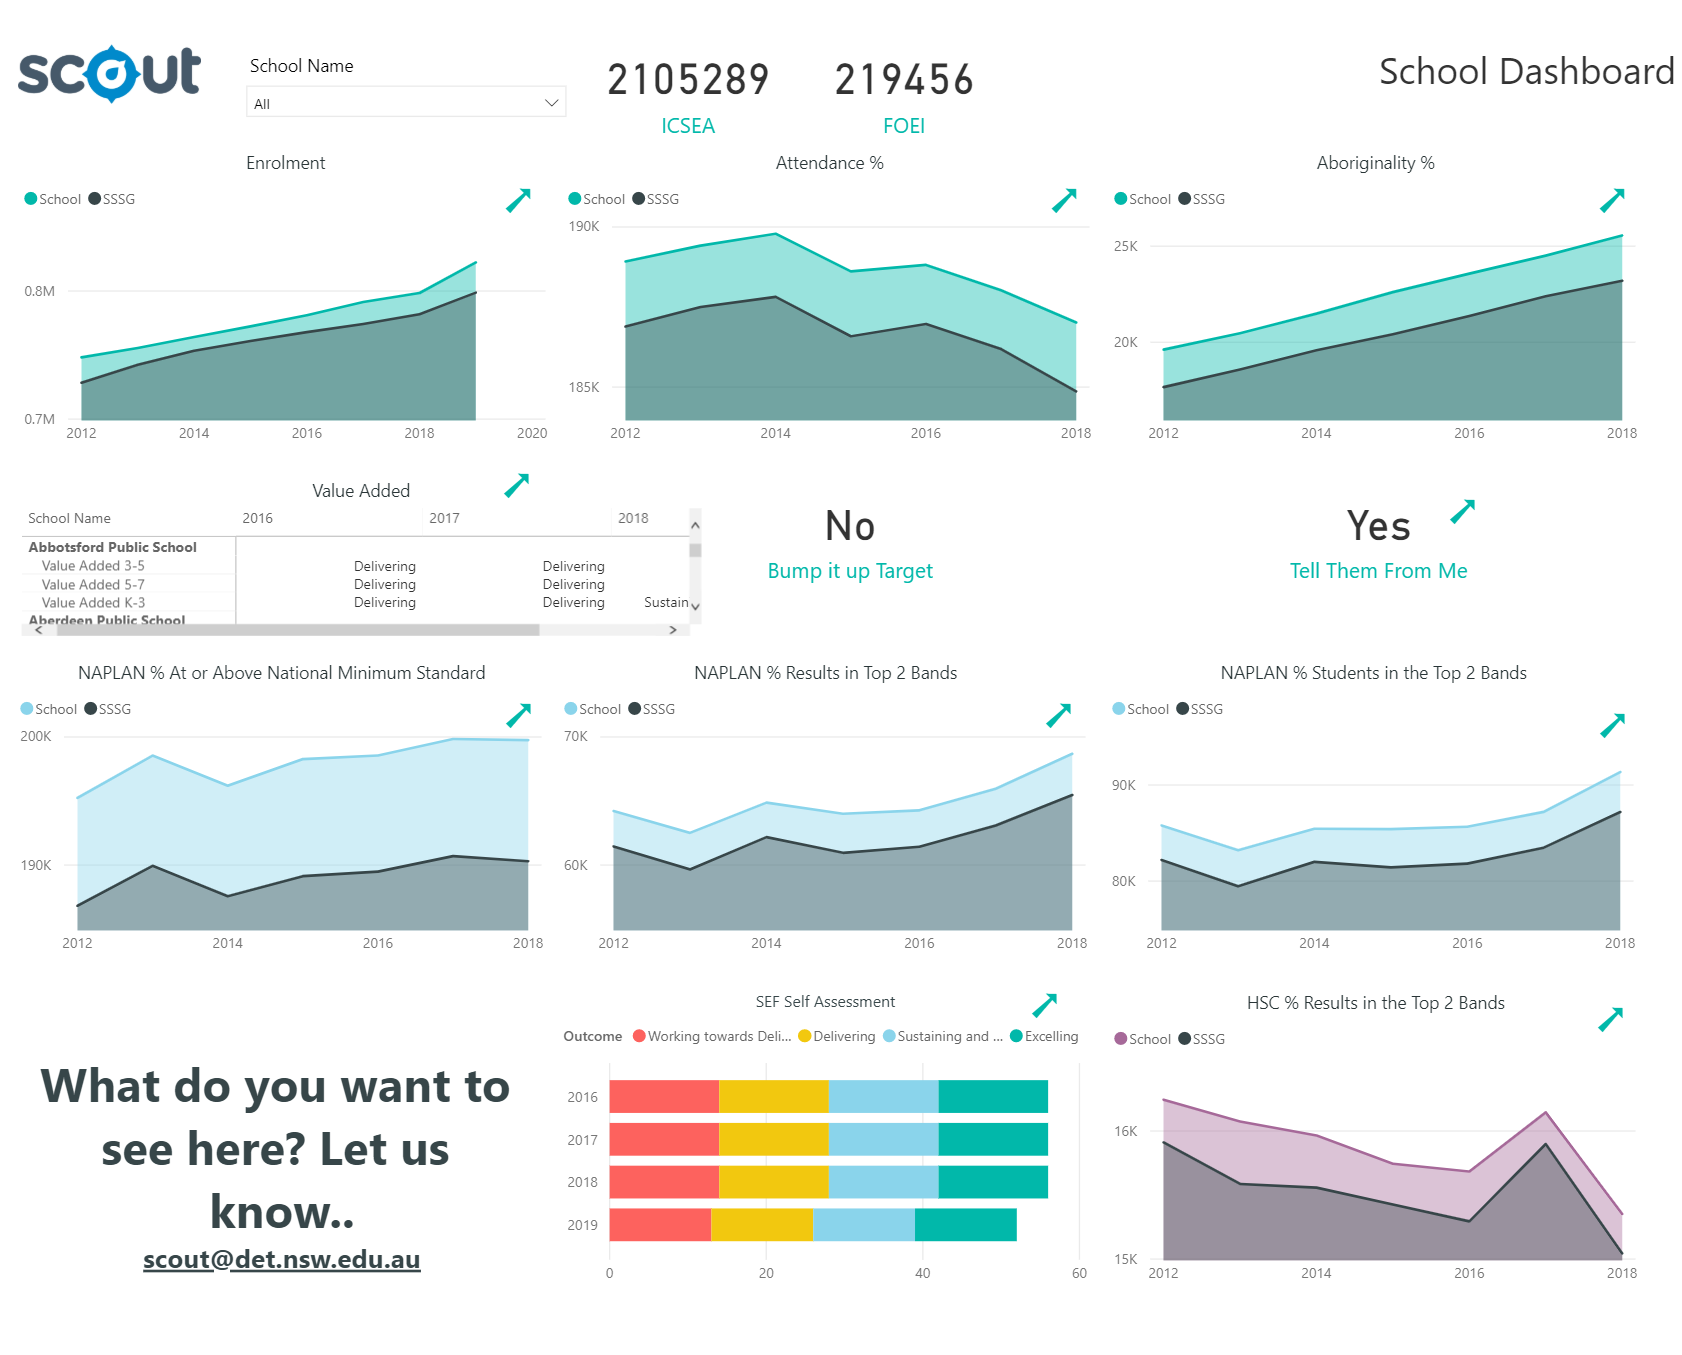 scout
School Name
All
2105289
ICSEA
219456
FOEI
School Dashboard
Enrolment
School SSSG
0.8M
0.7M
2012 2014 2016 2018 2020
Attendance %
School SSSG
190K
185K
2012 2014 2016 2018
Aboriginality %
School SSSG
25K
20K
2012 2014 2016 2018
Value Added
School Name 2016 2017 2018
Abbotsford Public School
Value Added 3-5 Delivering Delivering
Value Added 5-7 Delivering Delivering
Value Added K-3 Delivering Delivering Sustain
Aberdeen Public School
No
Bump it up Target
Yes
Tell Them From Me
NAPLAN % At or Above National Minimum Standard
School SSSG
200K
190K
2012 2014 2016 2018
NAPLAN % Results in Top 2 Bands
School SSSG
70K
60K
2012 2014 2016 2018
NAPLAN % Students in the Top 2 Bands
School SSSG
90K
80K
2012 2014 2016 2018
What do you want to
see here? Let us
know..
scout@det.nsw.edu.au
SEF Self Assessment
Outcome Working towards Deli... Delivering Sustaining and ... Excelling
2016
2017
2018
2019
0 20 40 60
HSC % Results in the Top 2 Bands
School SSSG
16K
15K
2012 2014 2016 2018